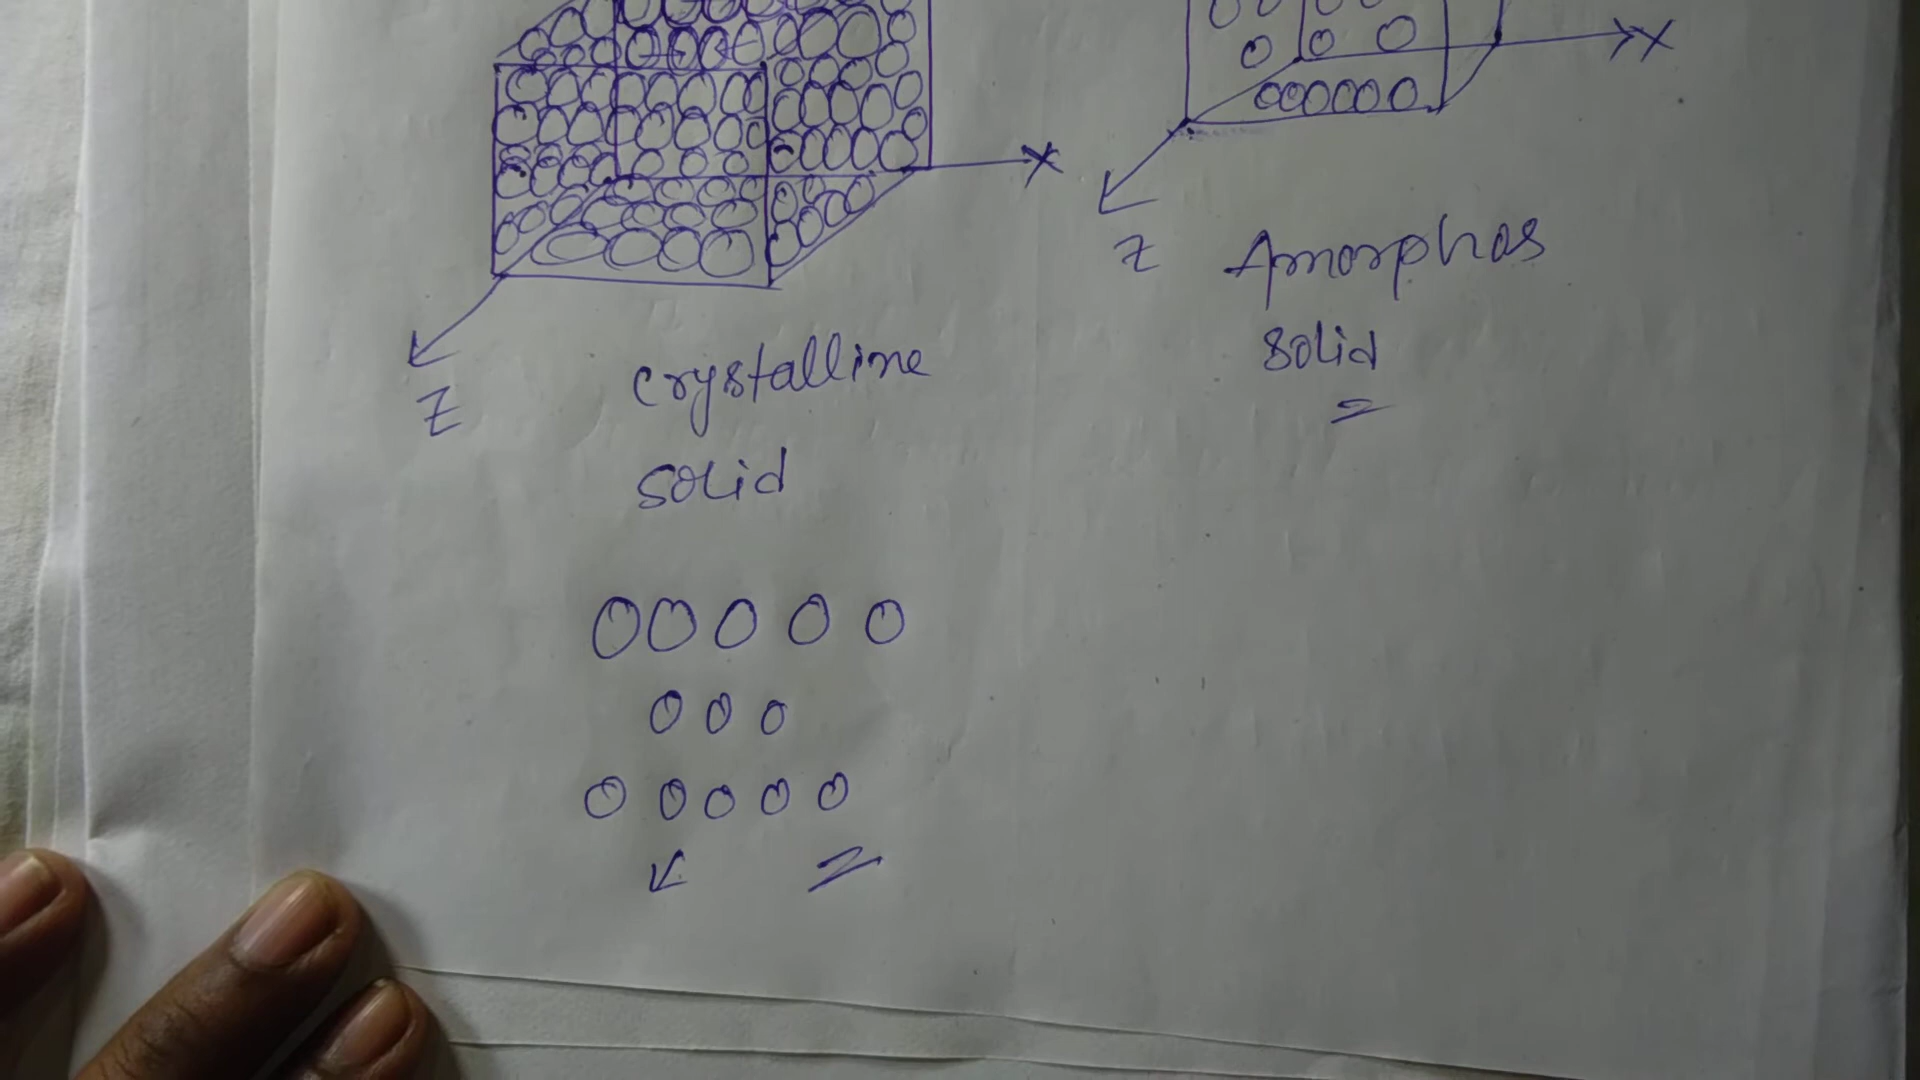 X
X
Z
Z
Amorphas
solid
crystalline
solid